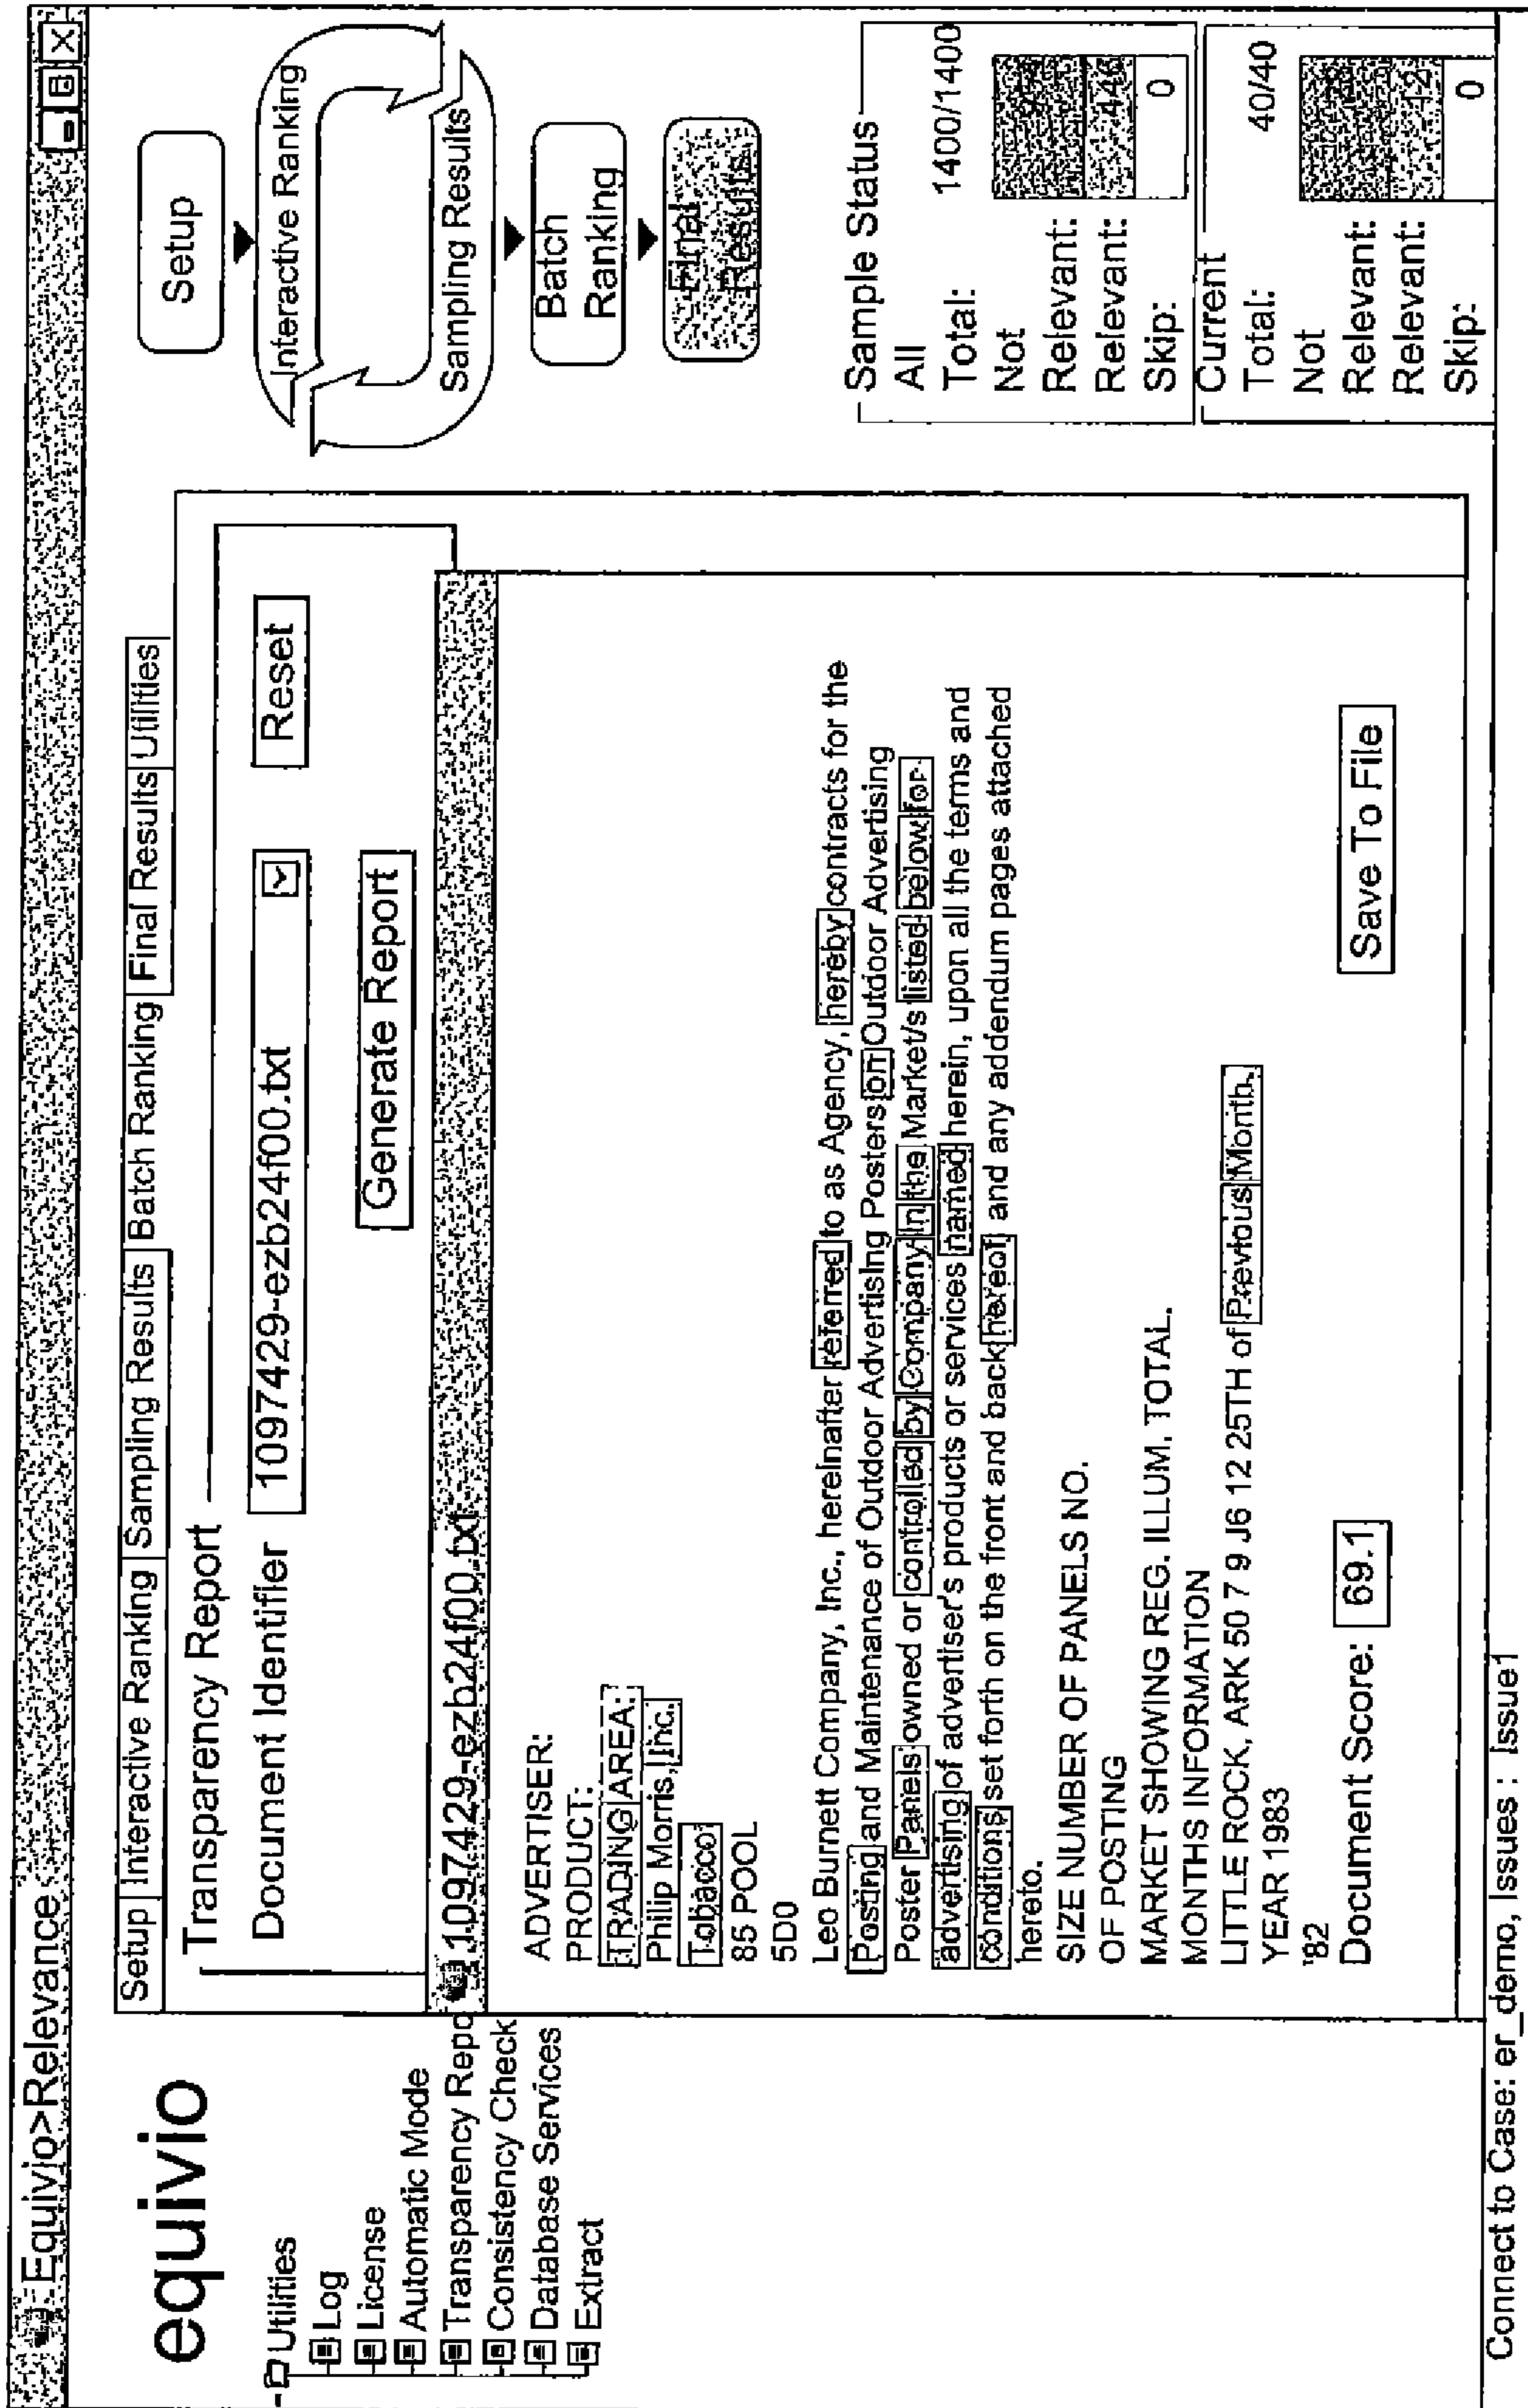 Equivio>Relevance
equivio
Utilities
Log
License
Automatic Mode
Transparency Repo
Consistency Check
Database Services
Extract
Setup Interactive Ranking Sampling Results Batch Ranking Final Results Utilities
Transparency Report
Document Identifier 1097429-ezb24f00.txt Reset
Generate Report
1097429-ezb24f00.txt
ADVERTISER:
PRODUCT:
TRADING AREA:
Philip Morris, Inc.
Tobacco
85 POOL
5D0
Leo Burnett Company, Inc., hereinafter referred to as Agency, hereby contracts for the
Posting and Maintenance of Outdoor Advertising Posters on Outdoor Advertising
Poster Panels owned or controlled by Company in the Market/s listed below for
advertising of advertiser's products or services named herein, upon all the terms and
conditions set forth on the front and back hereof and any addendum pages attached
hereto.
SIZE NUMBER OF PANELS NO.
OF POSTING
MARKET SHOWING REG. ILLUM. TOTAL.
MONTHS INFORMATION
LITTLE ROCK, ARK 50 7 9 J6 12 25TH of Previous Month.
YEAR 1983
'82
Document Score: 69.1
Save To File
Setup
Interactive Ranking
Sampling Results
Batch
Ranking
Final
Results
Sample Status
All
Total: 1400/1400
Not
Relevant:
Relevant: 446
Skip: 0
Current
Total: 40/40
Not
Relevant: 28
Relevant: 12
Skip: 0
Connect to Case: er_demo, Issues : Issue1